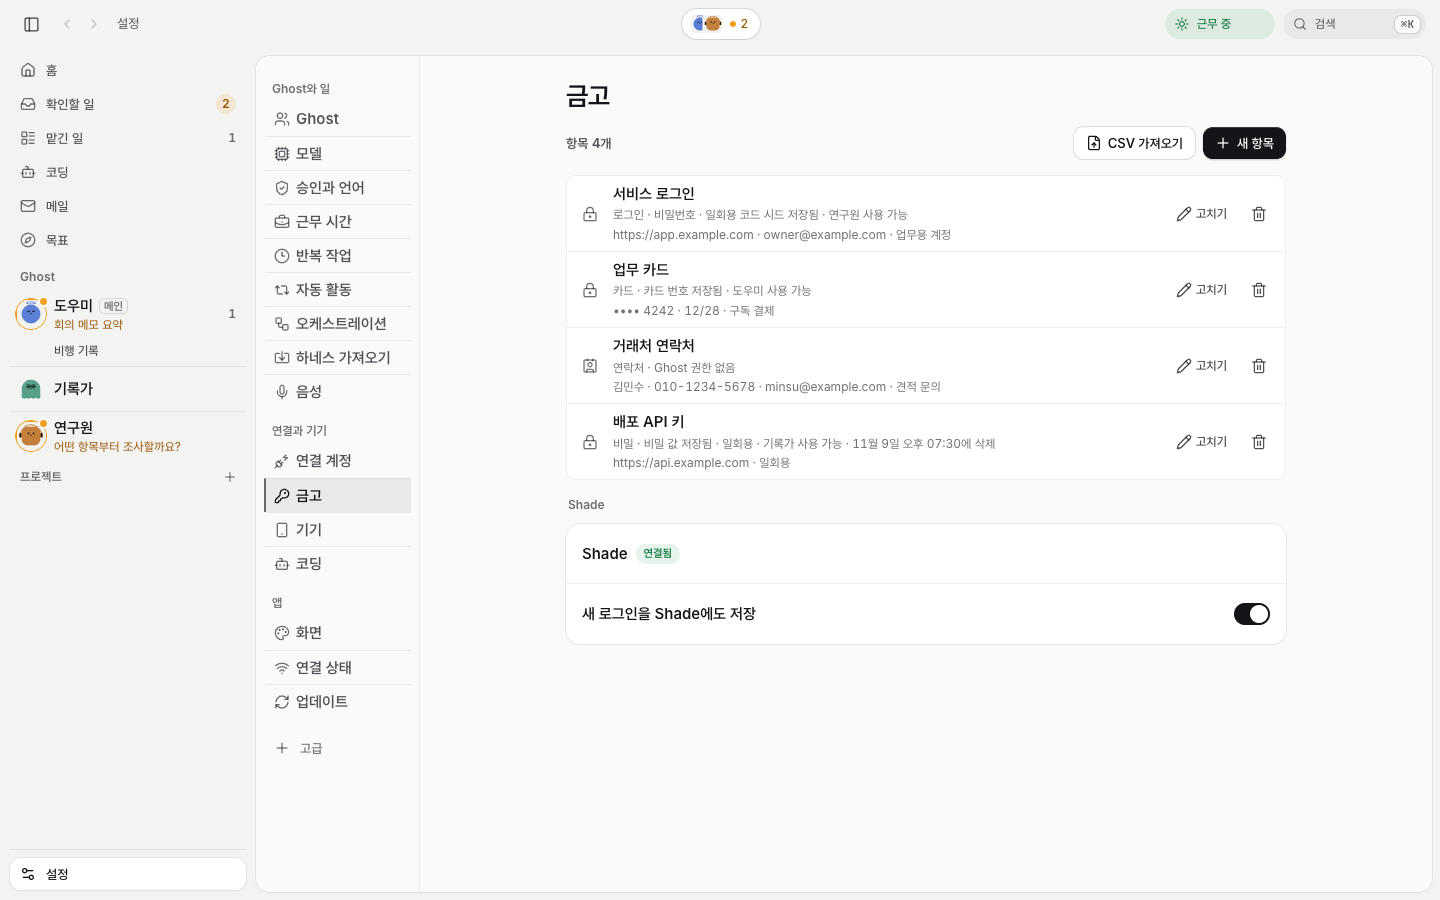 설정
2
근무 중
검색
⌘K
홈
확인할 일
2
맡긴 일
1
코딩
메일
목표
Ghost
도우미
메인
회의 메모 요약
1
비행 기록
기록가
연구원
어떤 항목부터 조사할까요?
프로젝트
설정
Ghost와 일
Ghost
모델
승인과 언어
근무 시간
반복 작업
자동 활동
오케스트레이션
하네스 가져오기
음성
연결과 기기
연결 계정
금고
기기
코딩
앱
화면
연결 상태
업데이트
고급
금고
항목 4개
CSV 가져오기
새 항목
서비스 로그인
로그인 · 비밀번호 · 일회용 코드 시드 저장됨 · 연구원 사용 가능
https://app.example.com · owner@example.com · 업무용 계정
고치기
업무 카드
카드 · 카드 번호 저장됨 · 도우미 사용 가능
•••• 4242 · 12/28 · 구독 결제
고치기
거래처 연락처
연락처 · Ghost 권한 없음
김민수 · 010-1234-5678 · minsu@example.com · 견적 문의
고치기
배포 API 키
비밀 · 비밀 값 저장됨 · 일회용 · 기록가 사용 가능 · 11월 9일 오후 07:30에 삭제
https://api.example.com · 일회용
고치기
Shade
Shade
연결됨
새 로그인을 Shade에도 저장